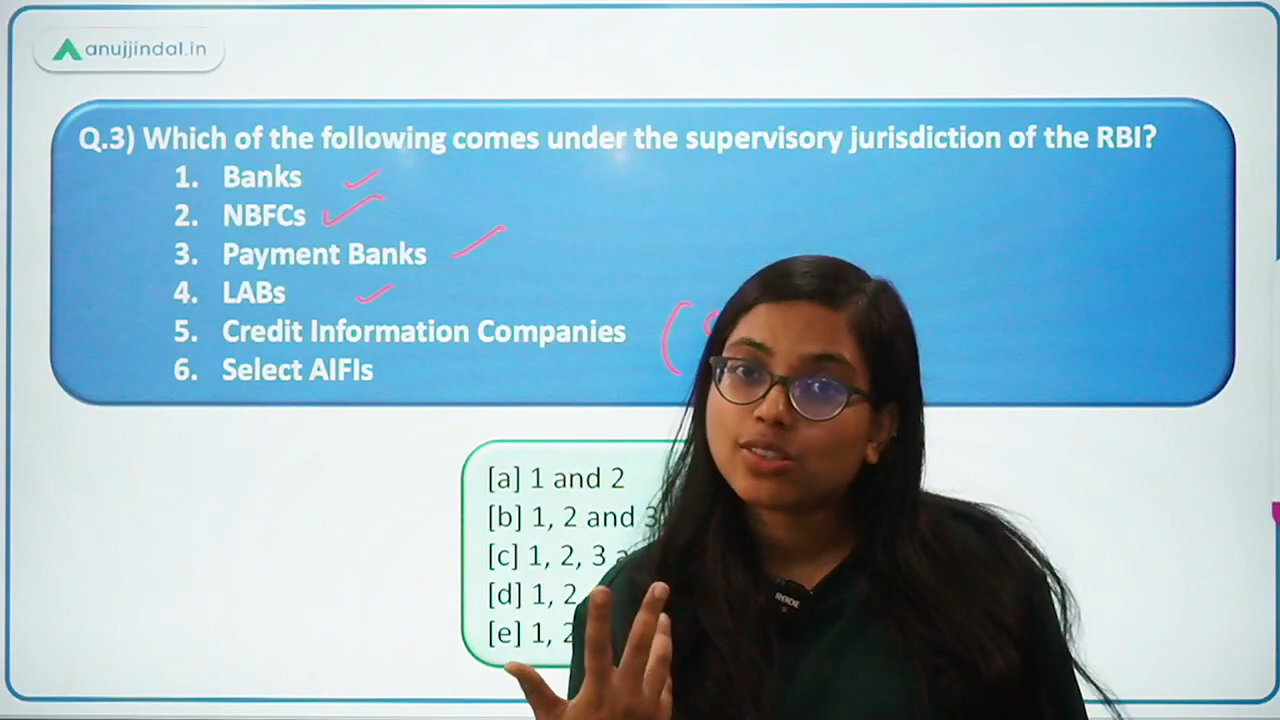 anujjindal.in
Q.3) Which of the following comes under the supervisory jurisdiction of the RBI?
1. Banks
2. NBFCs
3. Payment Banks
4. LABs
5. Credit Information Companies
6. Select AIFIs
[a] 1 and 2
[b] 1, 2 and 3
[c] 1, 2, 3
[d] 1, 2
[e] 1, 2
RODE